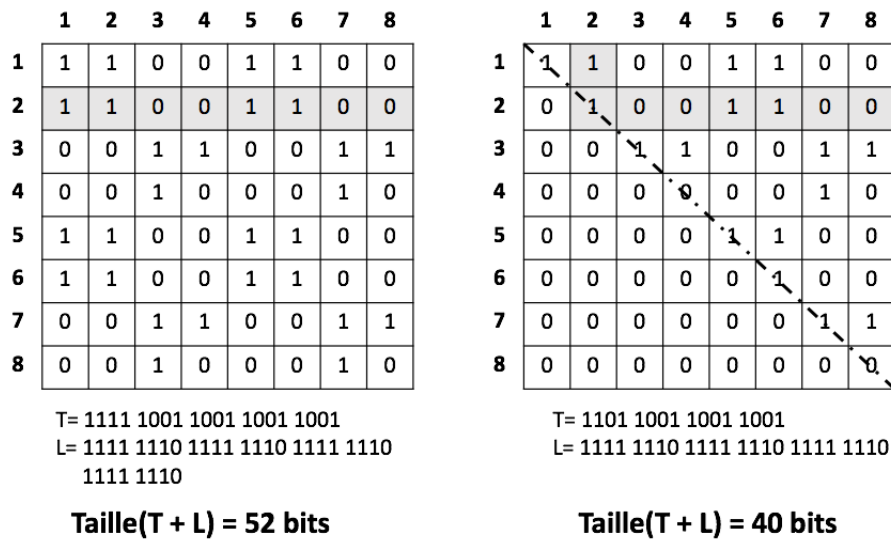 1 2 3 4 5 6 7 8
1 1 1 0 0 1 1 0 0
2 1 1 0 0 1 1 0 0
3 0 0 1 1 0 0 1 1
4 0 0 1 0 0 0 1 0
5 1 1 0 0 1 1 0 0
6 1 1 0 0 1 1 0 0
7 0 0 1 1 0 0 1 1
8 0 0 1 0 0 0 1 0
T= 1111 1001 1001 1001 1001
L= 1111 1110 1111 1110 1111 1110
1111 1110
Taille(T + L) = 52 bits
1 2 3 4 5 6 7 8
1 1 1 0 0 1 1 0 0
2 0 1 0 0 1 1 0 0
3 0 0 1 1 0 0 1 1
4 0 0 0 0 0 0 1 0
5 0 0 0 0 1 1 0 0
6 0 0 0 0 0 1 0 0
7 0 0 0 0 0 0 1 1
8 0 0 0 0 0 0 0 0
T= 1101 1001 1001 1001
L= 1111 1110 1111 1110 1111 1110
Taille(T + L) = 40 bits